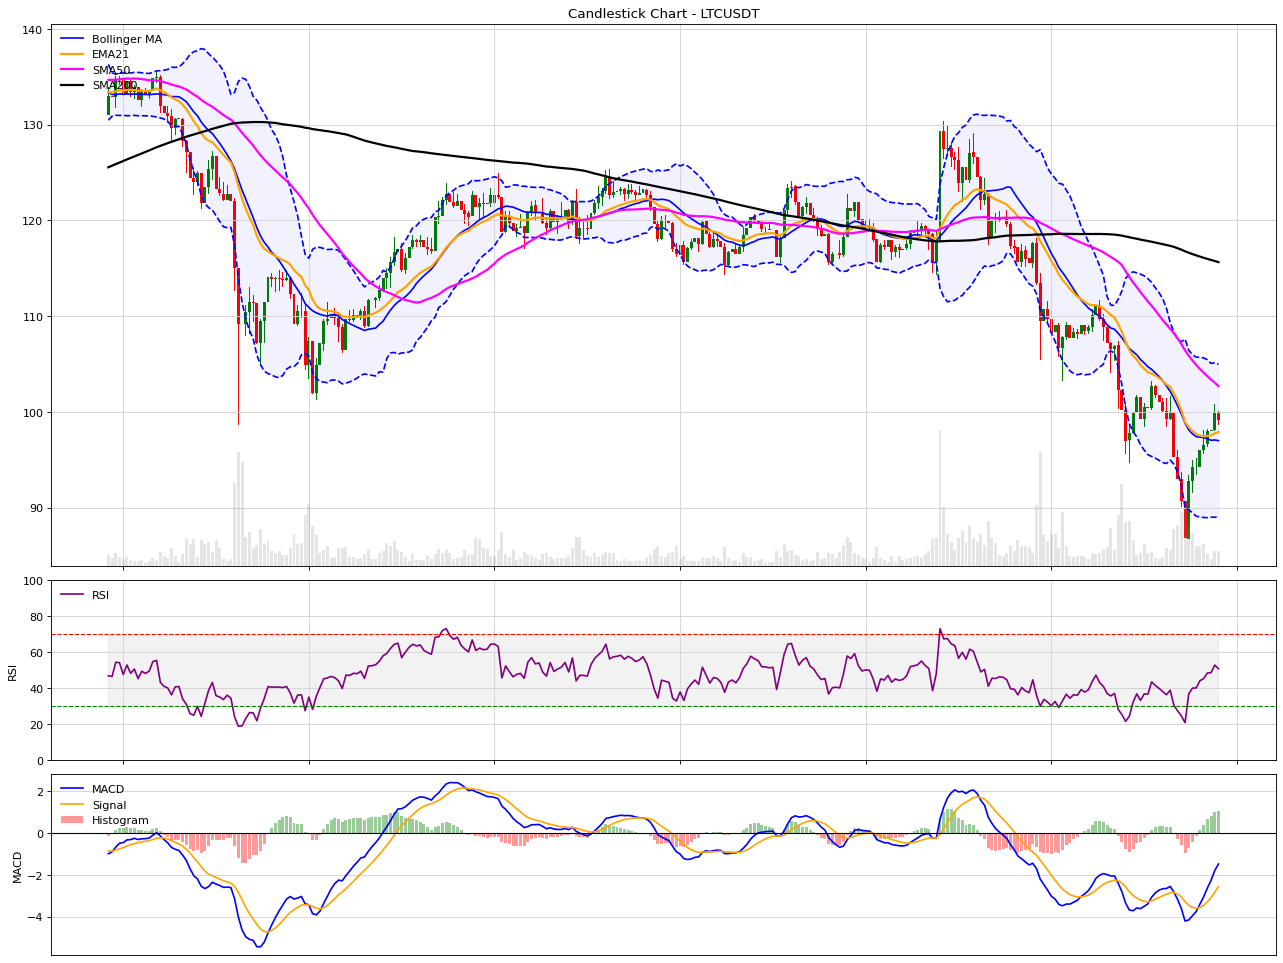 Candlestick Chart - LTCUSDT
140
130
120
110
100
90
Bollinger MA
EMA21
SMA50
SMA200
100
80
60
40
20
0
RSI
RSI
2
0
−2
−4
MACD
MACD
Signal
Histogram